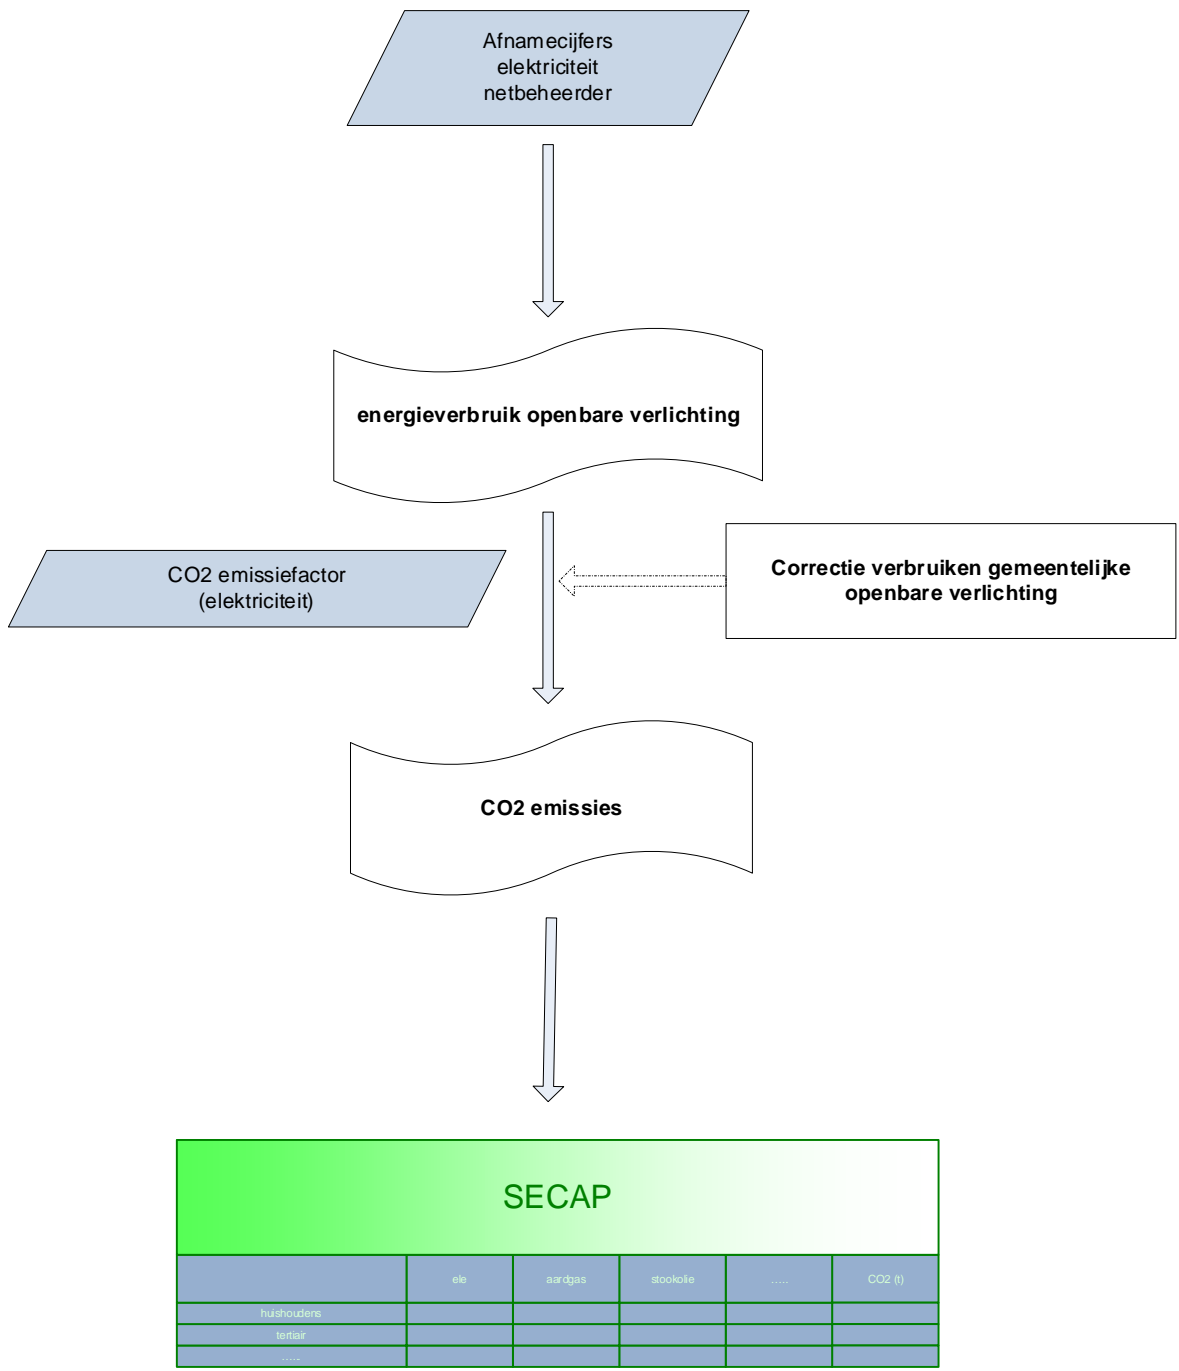 Afnamecijfers
elektriciteit
netbeheerder
energieverbruik openbare verlichting
CO2 emissiefactor
(elektriciteit)
Correctie verbruiken gemeentelijke
openbare verlichting
CO2 emissies
SECAP
ele aardgas stookolie ..... CO2 (t)
huishoudens
tertiair
.....